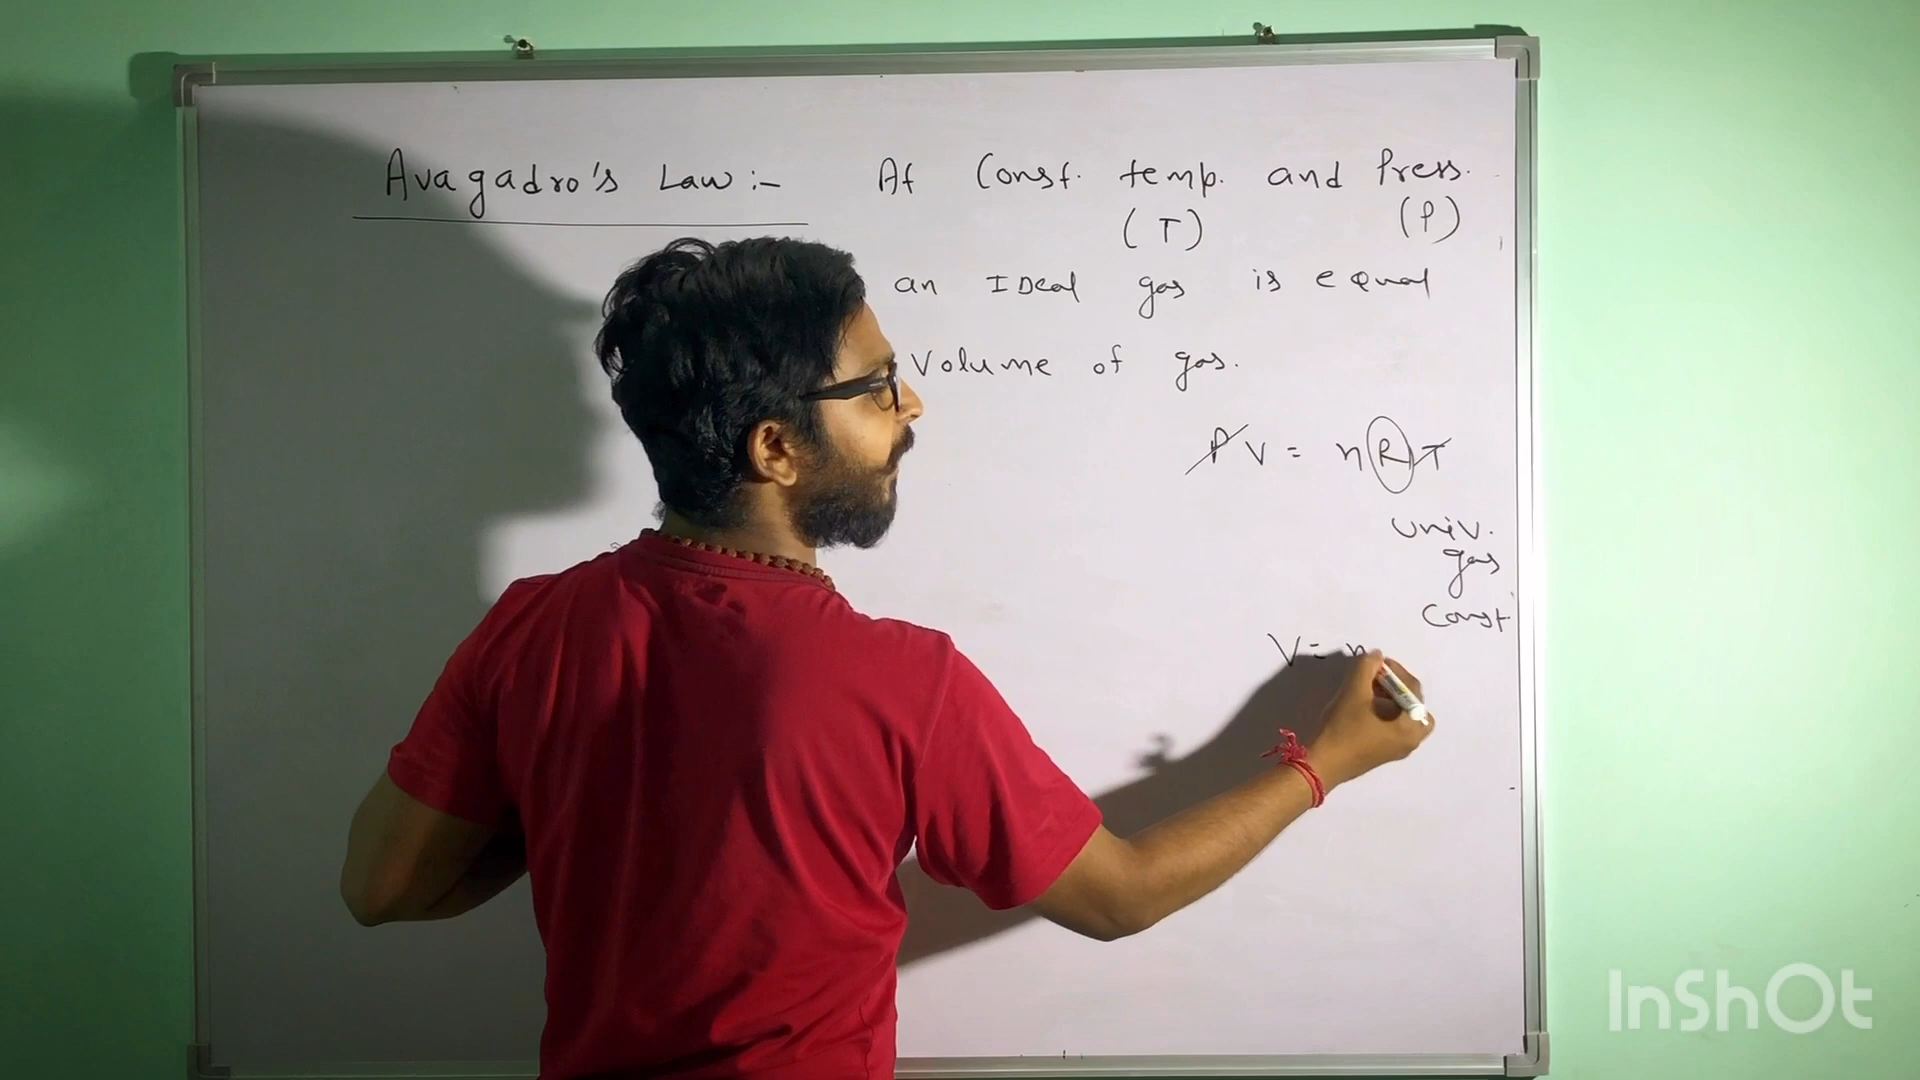 Avagadro's Law :- At Const. temp. and Press.
(T) (P)
an IDeal gas is equal
Volume of gas.
PV = nRT
Univ.
gas
Const
V = n
InShOt